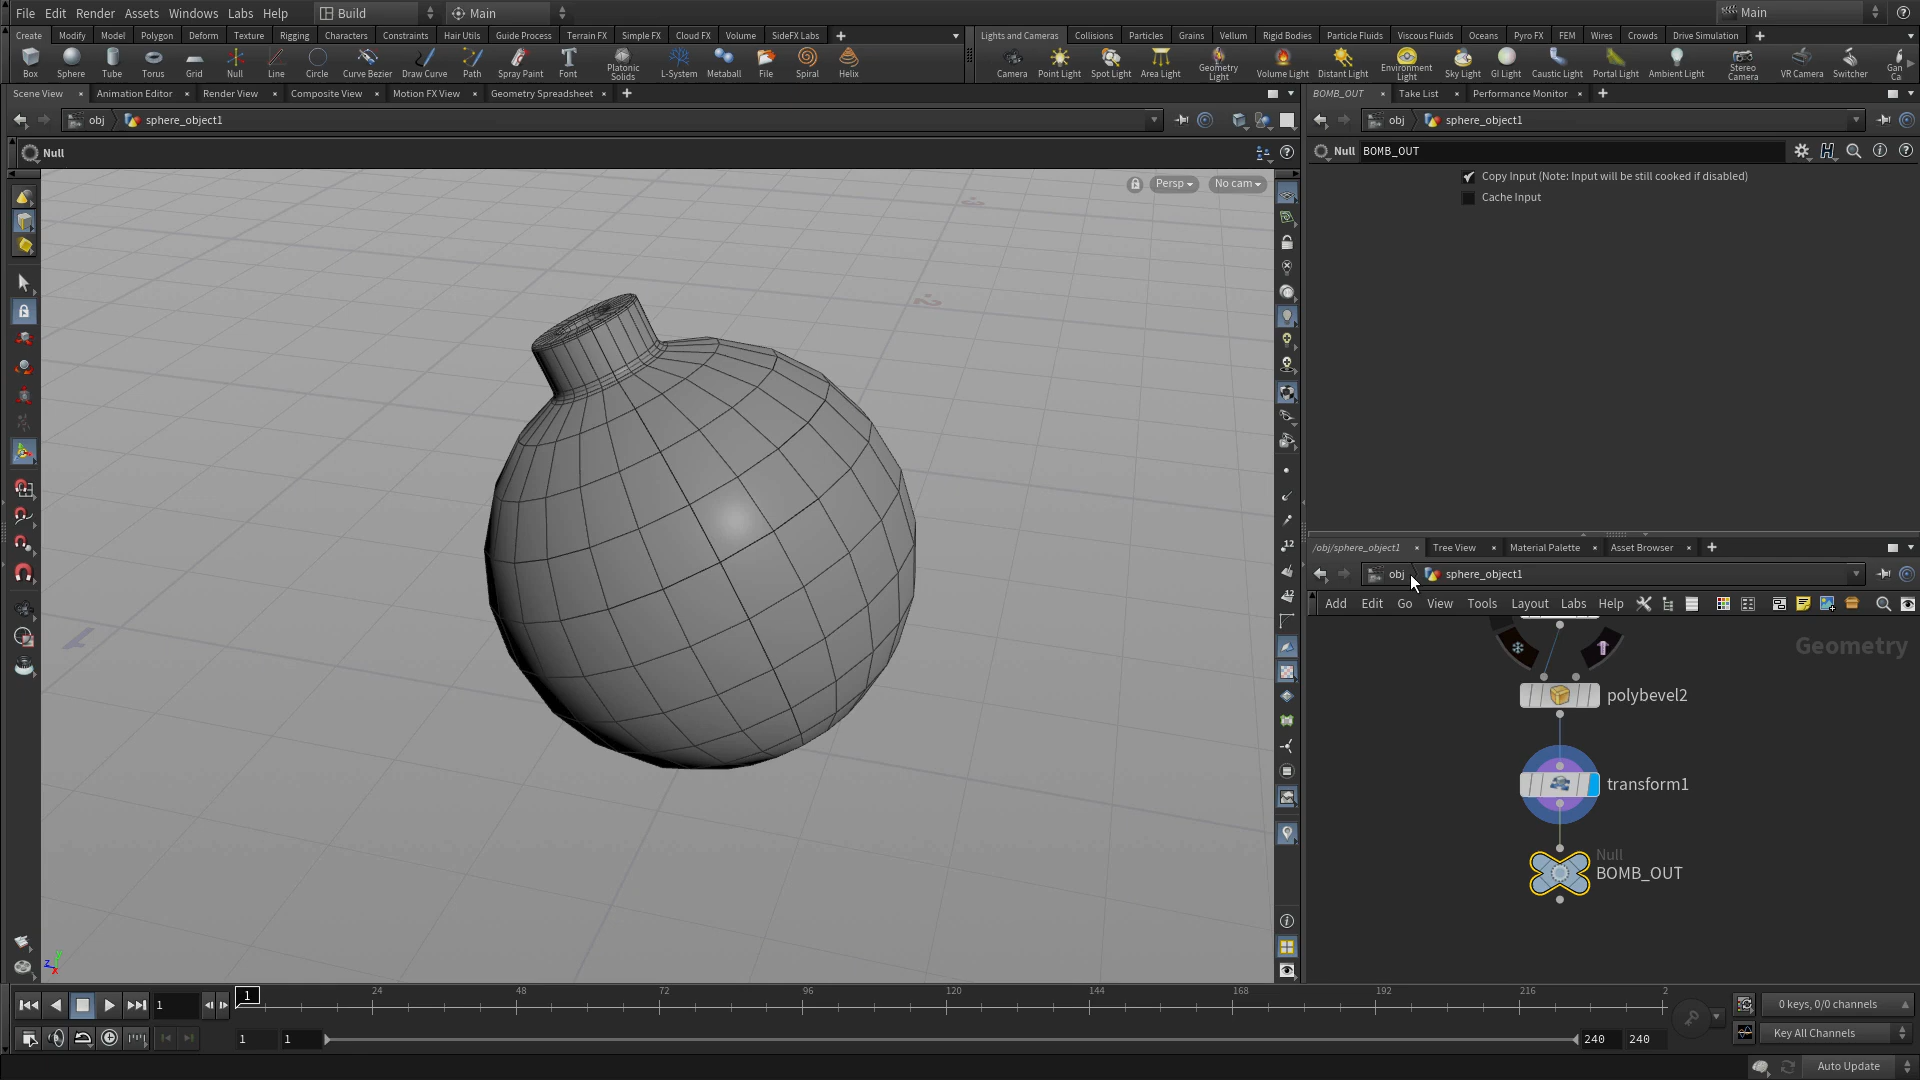 File Edit Render Assets Windows Labs Help Build Main Main
Create Modify Model Polygon Deform Texture Rigging Characters Constraints Hair Utils Guide Process Terrain FX Simple FX Cloud FX Volume SideFX Labs
Lights and Cameras Collisions Particles Grains Vellum Rigid Bodies Particle Fluids Viscous Fluids Oceans Pyro FX FEM Wires Crowds Drive Simulation
Box Sphere Tube Torus Grid Null Line Circle Curve Bezier Draw Curve Path Spray Paint Font Platonic Solids L-System Metaball File Spiral Helix
Camera Point Light Spot Light Area Light Geometry Light Volume Light Distant Light Environment Light Sky Light GI Light Caustic Light Portal Light Ambient Light Stereo Camera VR Camera Switcher Gan Ca
Scene View Animation Editor Render View Composite View Motion FX View Geometry Spreadsheet
BOMB_OUT Take List Performance Monitor
obj sphere_object1
obj sphere_object1
Null
Null BOMB_OUT
Persp No cam
Copy Input (Note: Input will be still cooked if disabled)
Cache Input
/obj/sphere_object1 Tree View Material Palette Asset Browser
obj sphere_object1
Add Edit Go View Tools Layout Labs Help
Geometry
polybevel2
transform1
Null
BOMB_OUT
12
12
z y x
1 1 24 48 72 96 120 144 168 192 216 2
0 keys, 0/0 channels
1 1 240 240
Key All Channels
Auto Update